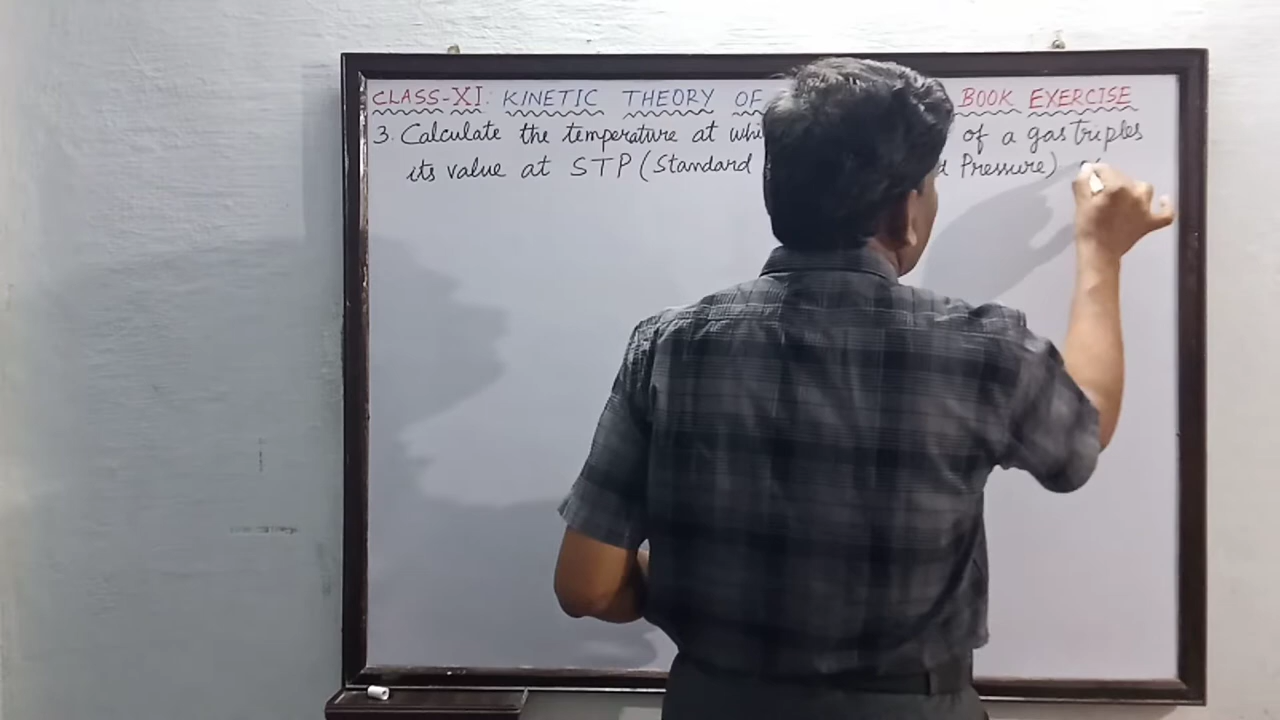 CLASS-XI: KINETIC THEORY OF BOOK EXERCISE
3. Calculate the temperature at of a gas triples
its value at STP (Standard Pressure)